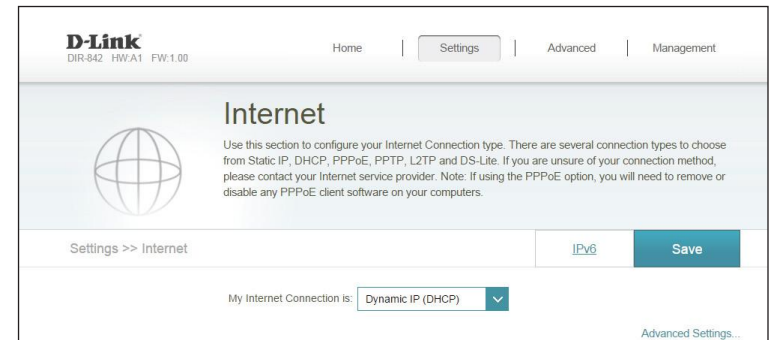 D-Link
DIR-842 HW:A1 FW:1.00
Home
Settings
Advanced
Management
Internet
Use this section to configure your Internet Connection type. There are several connection types to choose
from Static IP, DHCP, PPPoE, PPTP, L2TP and DS-Lite. If you are unsure of your connection method,
please contact your Internet service provider. Note: If using the PPPoE option, you will need to remove or
disable any PPPoE client software on your computers.
Settings >> Internet
IPv6
Save
My Internet Connection is: Dynamic IP (DHCP)
Advanced Settings...